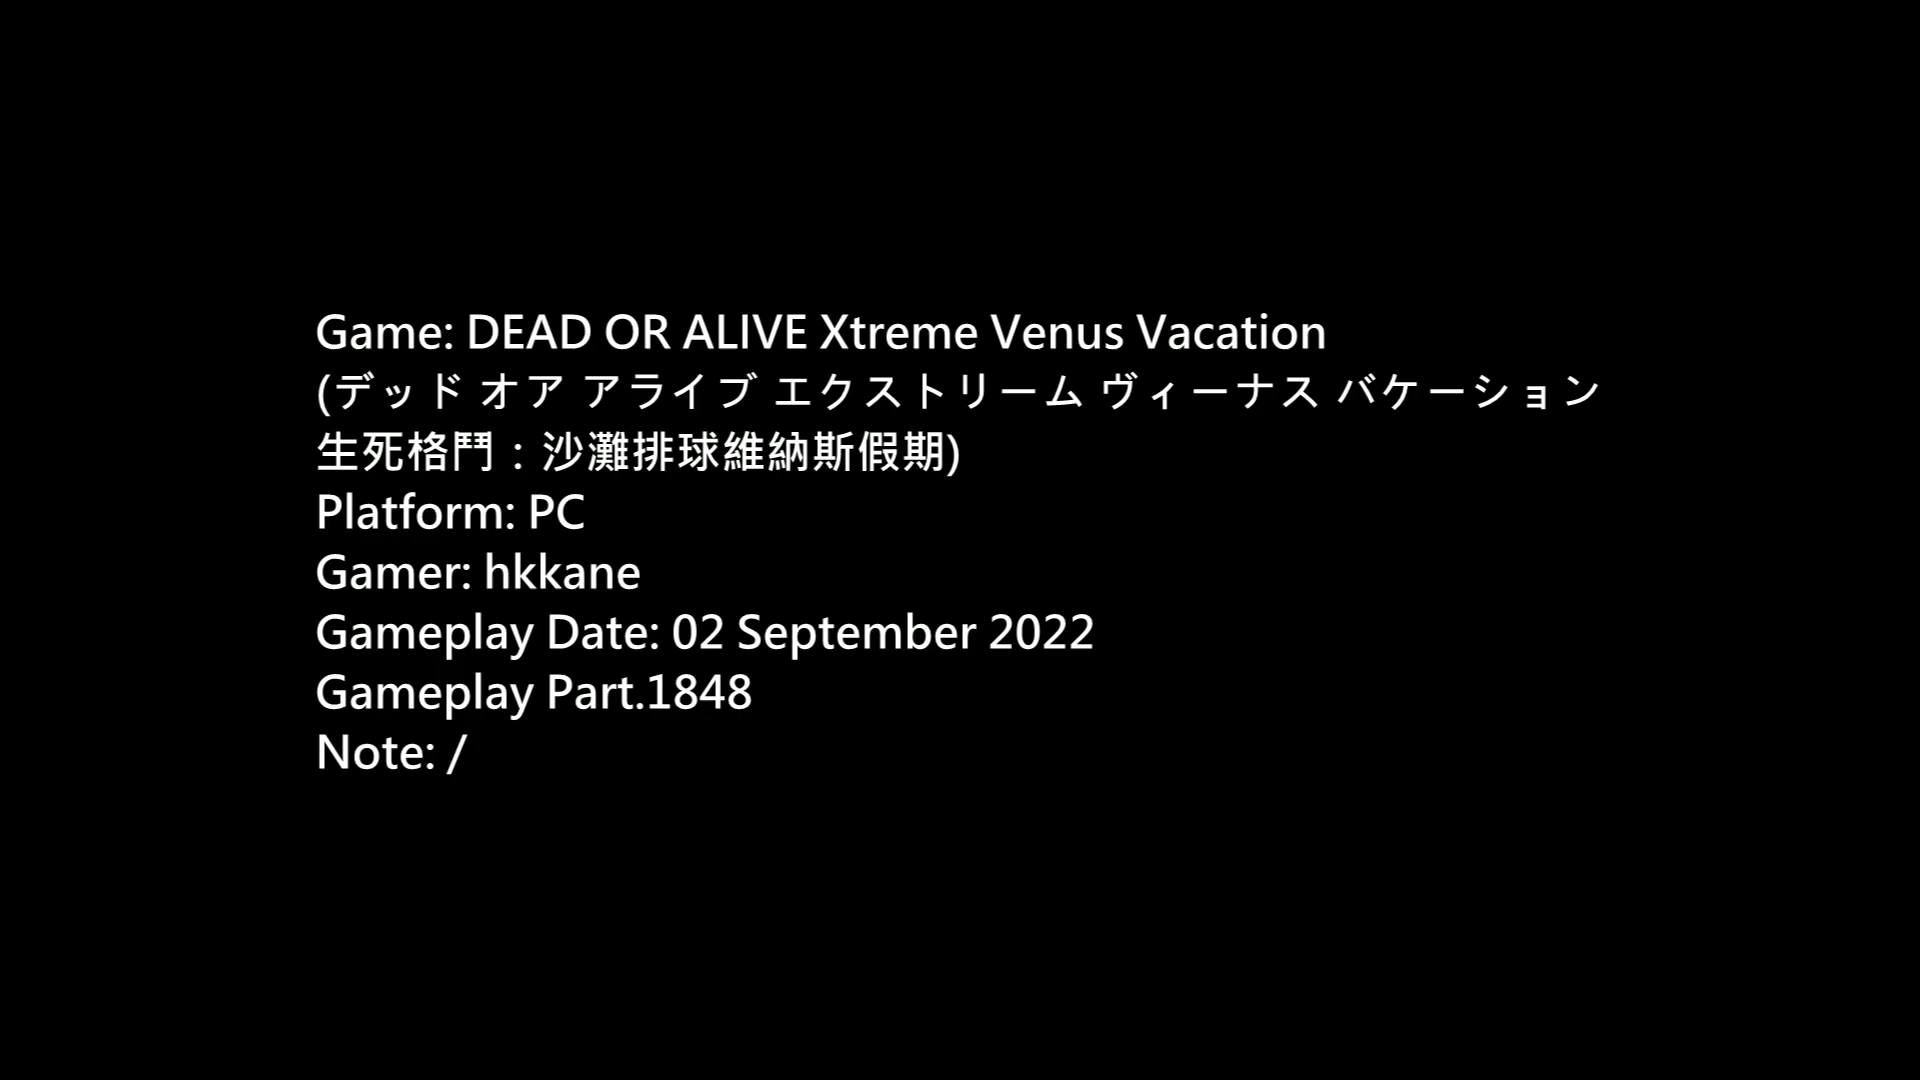 Game: DEAD OR ALIVE Xtreme Venus Vacation
(デッド オア アライブ エクストリーム ヴィーナス バケーション
生死格鬥：沙灘排球維納斯假期)
Platform: PC
Gamer: hkkane
Gameplay Date: 02 September 2022
Gameplay Part.1848
Note: /